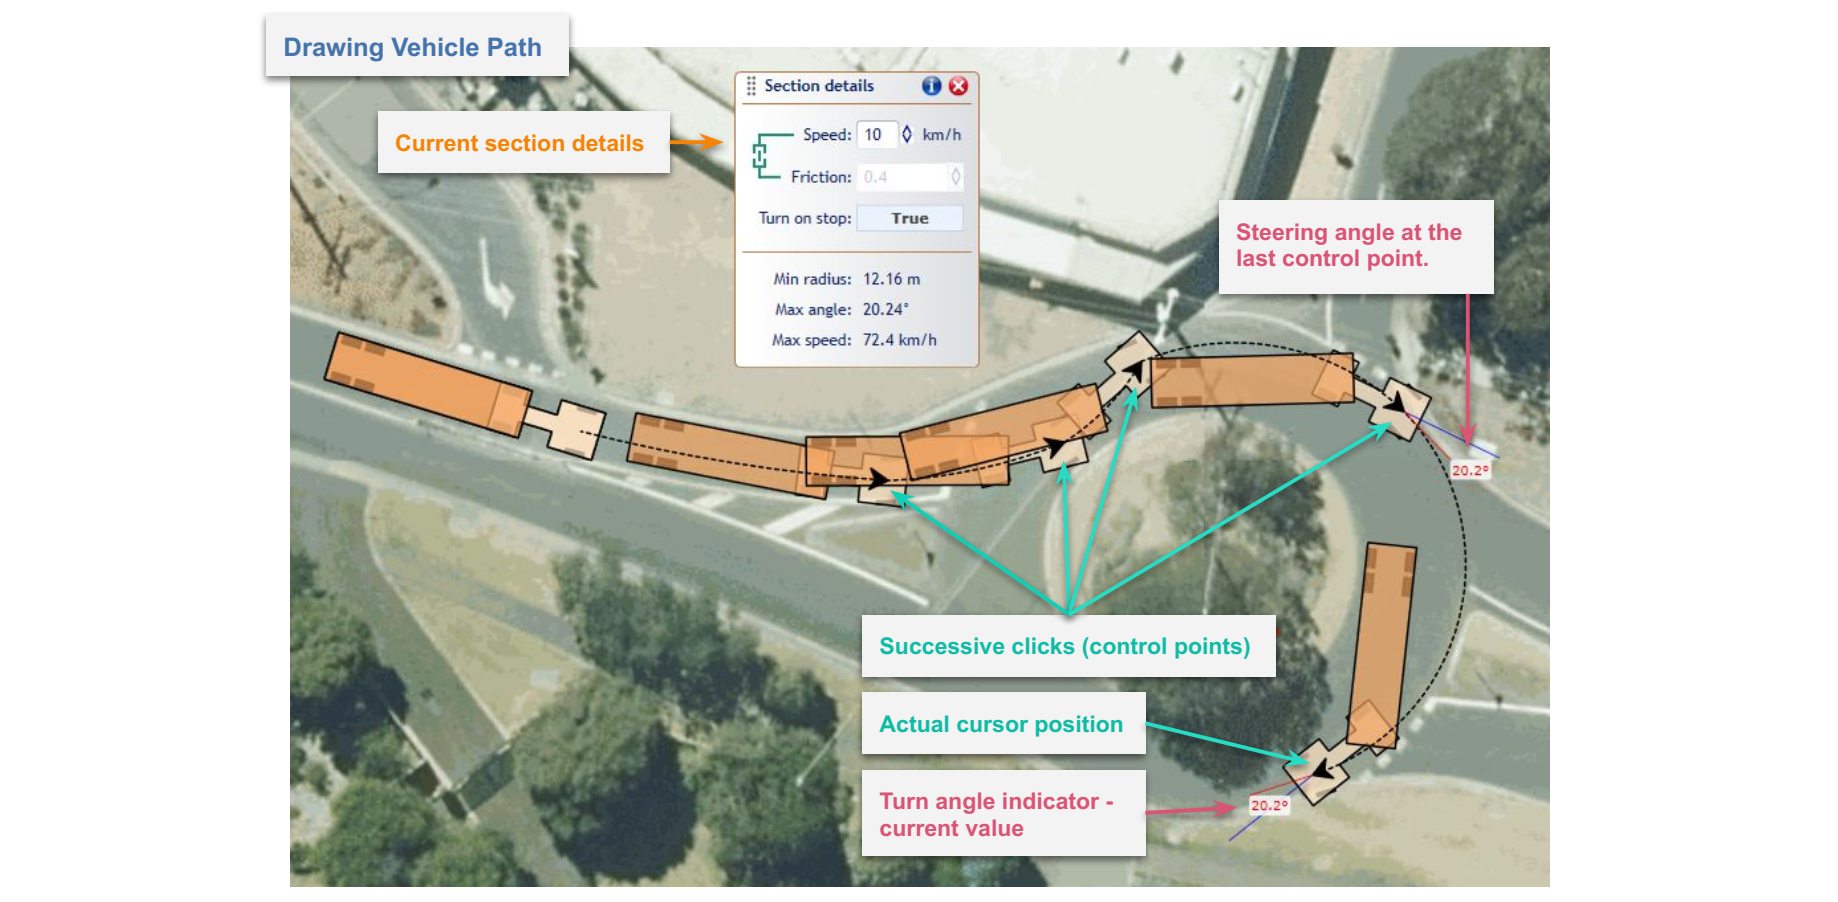 Drawing Vehicle Path
Current section details
Section details
Speed: 10 km/h
Friction: 0.4
Turn on stop: True
Min radius: 12.16 m
Max angle: 20.24°
Max speed: 72.4 km/h
Steering angle at the
last control point.
20.2°
Successive clicks (control points)
Actual cursor position
Turn angle indicator -
current value
20.2°